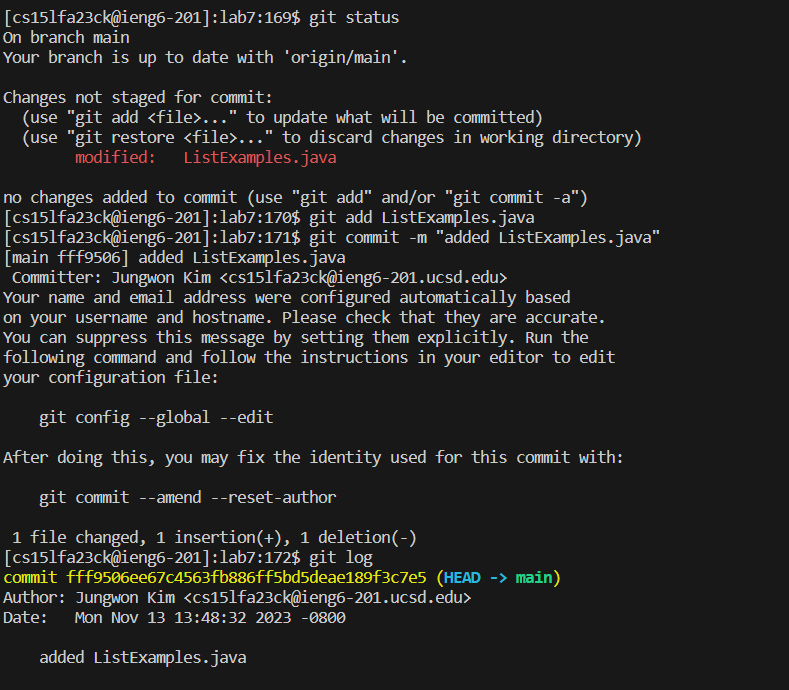 [cs15lfa23ck@ieng6-201]:lab7:169$ git status
On branch main
Your branch is up to date with 'origin/main'.

Changes not staged for commit:
  (use "git add <file>..." to update what will be committed)
  (use "git restore <file>..." to discard changes in working directory)
        modified:   ListExamples.java

no changes added to commit (use "git add" and/or "git commit -a")
[cs15lfa23ck@ieng6-201]:lab7:170$ git add ListExamples.java
[cs15lfa23ck@ieng6-201]:lab7:171$ git commit -m "added ListExamples.java"
[main fff9506] added ListExamples.java
 Committer: Jungwon Kim <cs15lfa23ck@ieng6-201.ucsd.edu>
Your name and email address were configured automatically based
on your username and hostname. Please check that they are accurate.
You can suppress this message by setting them explicitly. Run the
following command and follow the instructions in your editor to edit
your configuration file:

    git config --global --edit

After doing this, you may fix the identity used for this commit with:

    git commit --amend --reset-author

 1 file changed, 1 insertion(+), 1 deletion(-)
[cs15lfa23ck@ieng6-201]:lab7:172$ git log
commit fff9506ee67c4563fb886ff5bd5deae189f3c7e5 (HEAD -> main)
Author: Jungwon Kim <cs15lfa23ck@ieng6-201.ucsd.edu>
Date:   Mon Nov 13 13:48:32 2023 -0800

    added ListExamples.java